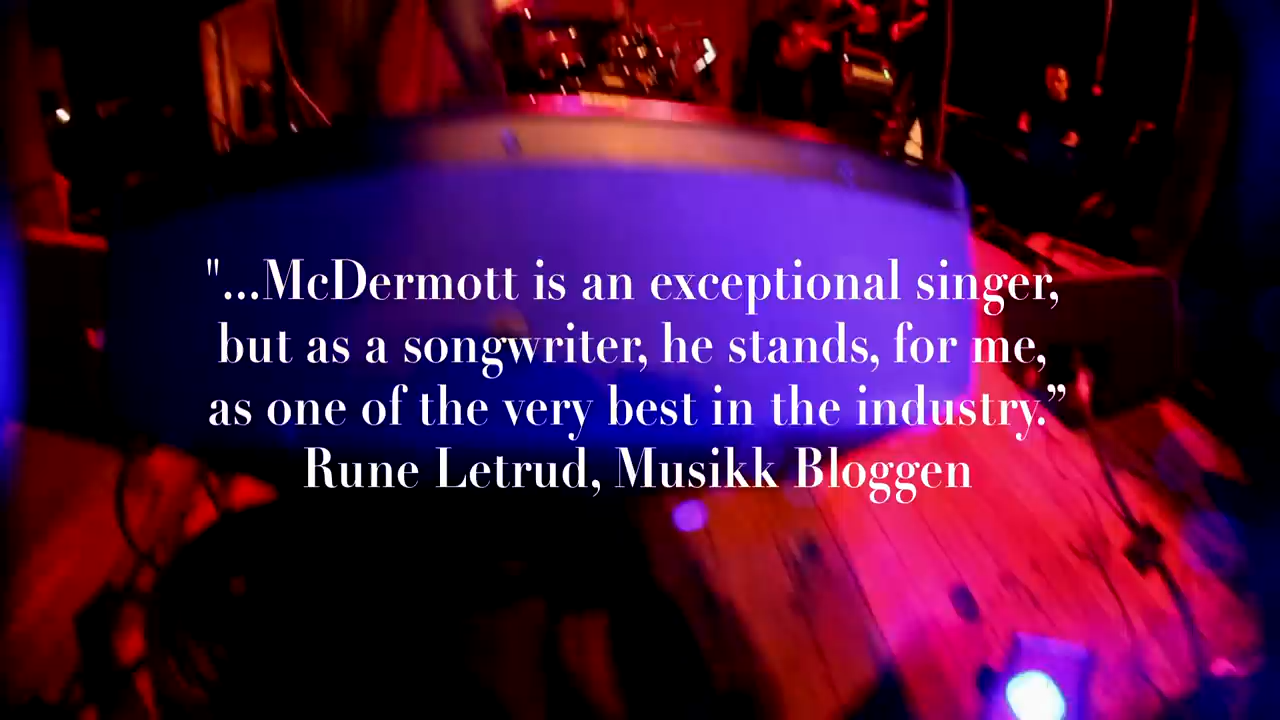 "...McDermott is an exceptional singer,
but as a songwriter, he stands, for me,
as one of the very best in the industry.”
Rune Letrud, Musikk Bloggen